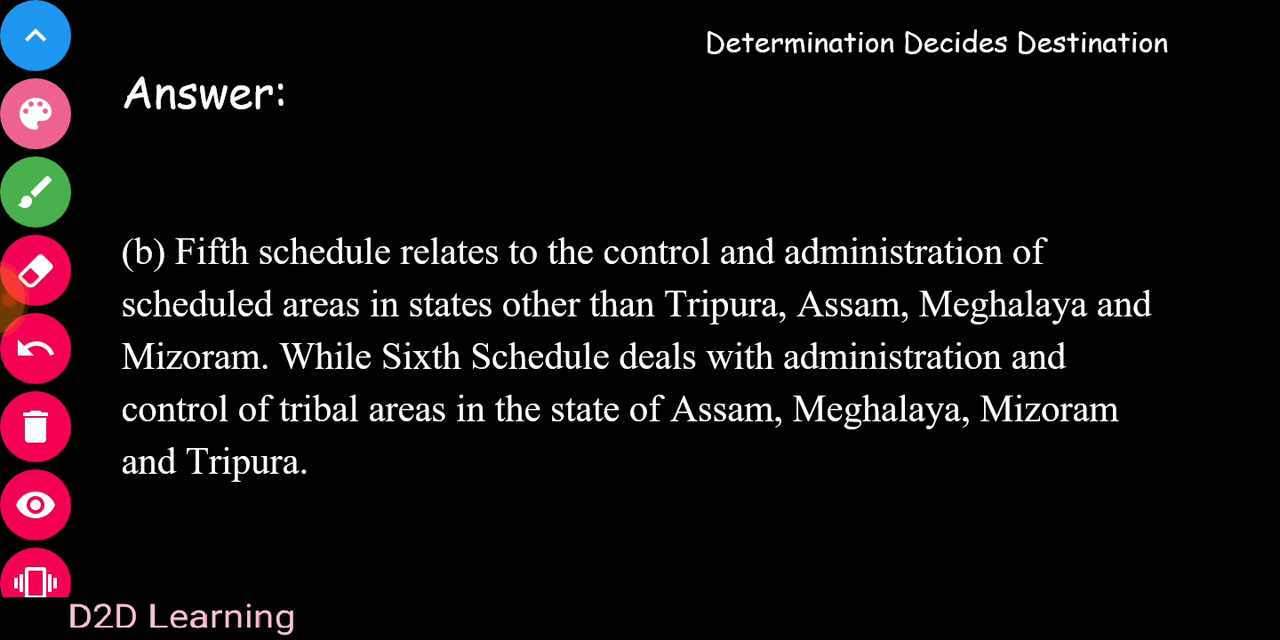 Determination Decides Destination
Answer:
(b) Fifth schedule relates to the control and administration of
scheduled areas in states other than Tripura, Assam, Meghalaya and
Mizoram. While Sixth Schedule deals with administration and
control of tribal areas in the state of Assam, Meghalaya, Mizoram
and Tripura.
D2D Learning